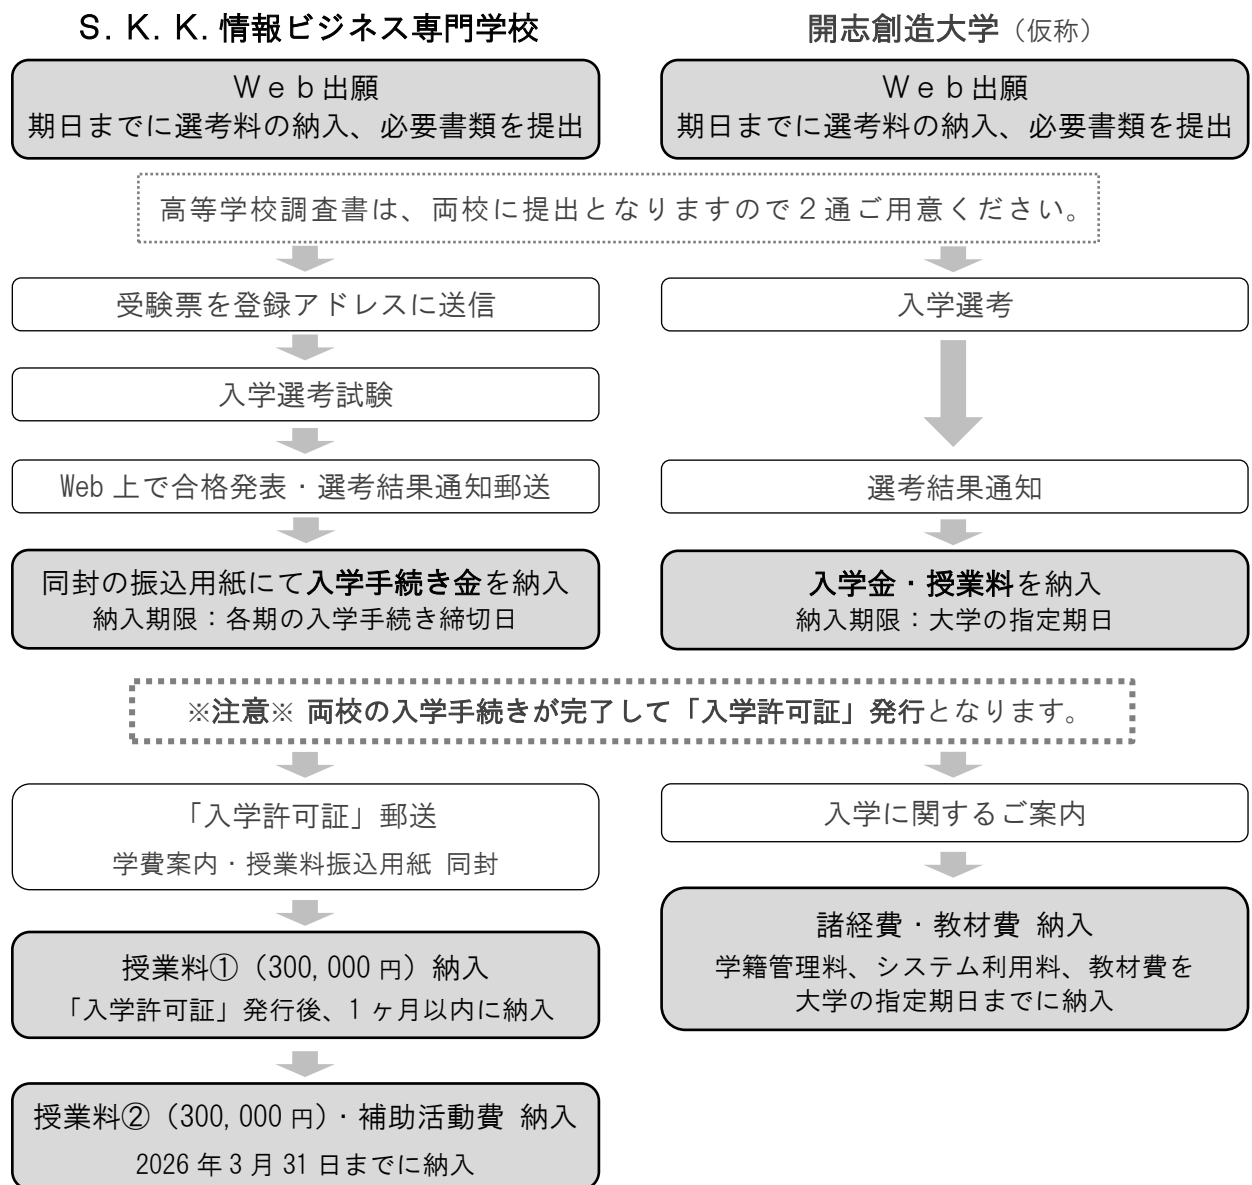 S. K. K. 情報ビジネス専門学校
Ｗｅｂ出願
期日までに選考料の納入、必要書類を提出
開志創造大学（仮称）
Ｗｅｂ出願
期日までに選考料の納入、必要書類を提出
高等学校調査書は、両校に提出となりますので２通ご用意ください。
受験票を登録アドレスに送信
入学選考試験
Web 上で合格発表・選考結果通知郵送
同封の振込用紙にて入学手続き金を納入
納入期限：各期の入学手続き締切日
入学選考
選考結果通知
入学金・授業料を納入
納入期限：大学の指定期日
※注意※ 両校の入学手続きが完了して「入学許可証」発行となります。
「入学許可証」郵送
学費案内・授業料振込用紙 同封
授業料①（300,000 円）納入
「入学許可証」発行後、1 ヶ月以内に納入
授業料②（300,000 円）・補助活動費 納入
2026 年 3 月 31 日までに納入
入学に関するご案内
諸経費・教材費 納入
学籍管理料、システム利用料、教材費を
大学の指定期日までに納入